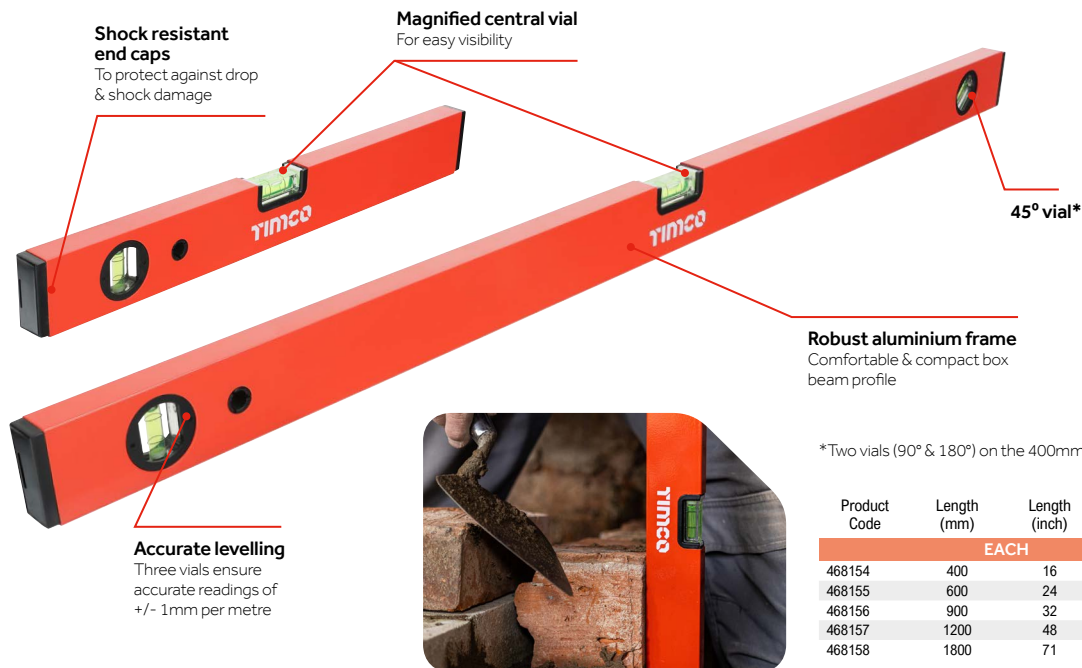 Shock resistant
end caps
To protect against drop
& shock damage
Magnified central vial
For easy visibility
TIMCO
TIMCO
45° vial*
Robust aluminium frame
Comfortable & compact box
beam profile
Accurate levelling
Three vials ensure
accurate readings of
+/- 1mm per metre
TIMCO
*Two vials (90° & 180°) on the 400mm
Product Code Length (mm) Length (inch)
EACH
468154 400 16
468155 600 24
468156 900 32
468157 1200 48
468158 1800 71